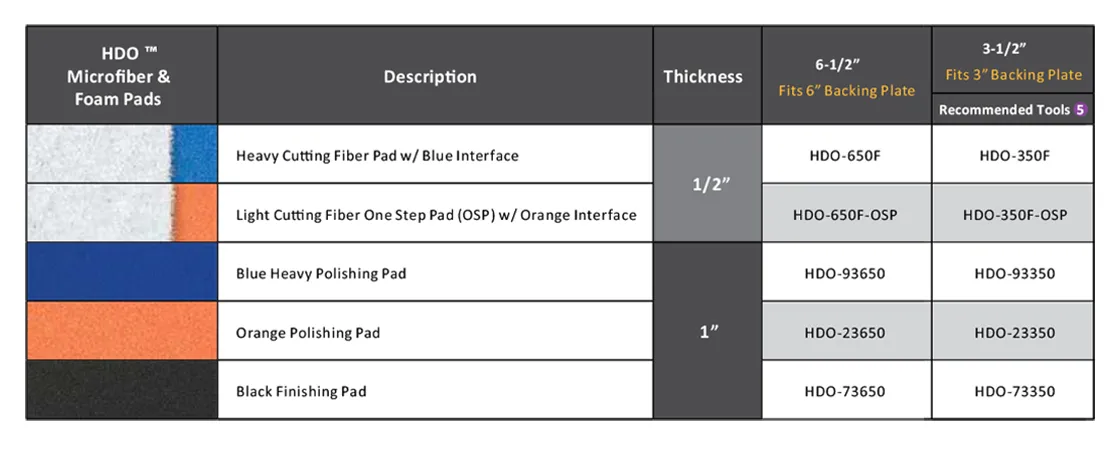 HDO ™
Microfiber &
Foam Pads
Description
Thickness
6-1/2”
Fits 6” Backing Plate
3-1/2”
Fits 3” Backing Plate
Recommended Tools 5
Heavy Cutting Fiber Pad w/ Blue Interface
1/2”
HDO-650F
HDO-350F
Light Cutting Fiber One Step Pad (OSP) w/ Orange Interface
HDO-650F-OSP
HDO-350F-OSP
Blue Heavy Polishing Pad
1”
HDO-93650
HDO-93350
Orange Polishing Pad
HDO-23650
HDO-23350
Black Finishing Pad
HDO-73650
HDO-73350